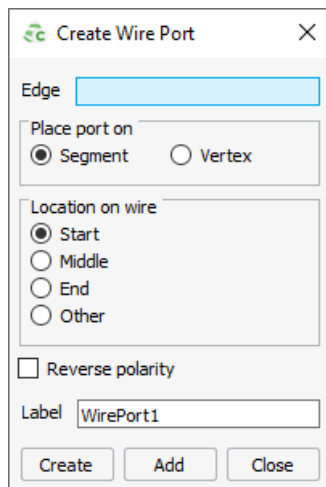 Create Wire Port
Edge
Place port on
Segment Vertex
Location on wire
Start
Middle
End
Other
Reverse polarity
Label WirePort1
Create Add Close